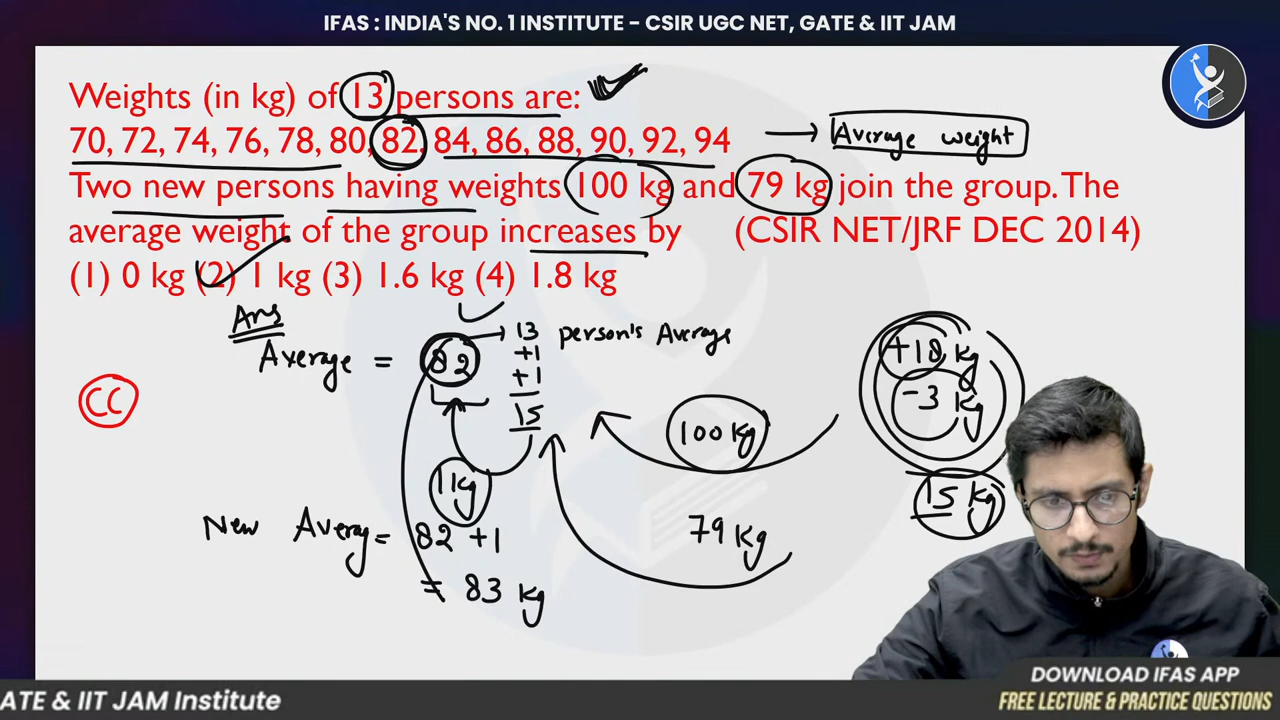 IFAS : INDIA'S NO. 1 INSTITUTE – CSIR UGC NET, GATE & IIT JAM
Weights (in kg) of 13 persons are:
70, 72, 74, 76, 78, 80, 82, 84, 86, 88, 90, 92, 94
Average weight
Two new persons having weights 100 kg and 79 kg join the group. The
average weight of the group increases by (CSIR NET/JRF DEC 2014)
(1) 0 kg (2) 1 kg (3) 1.6 kg (4) 1.8 kg
Ans
Average = 82
13 person's Average
+1
+1
15
+18 kg
-3 kg
15 kg
CC
100 kg
1 kg
79 kg
New Averag= 82 +1
= 83 kg
DOWNLOAD IFAS APP
FREE LECTURE & PRACTICE QUESTIONS
ATE & IIT JAM Institute